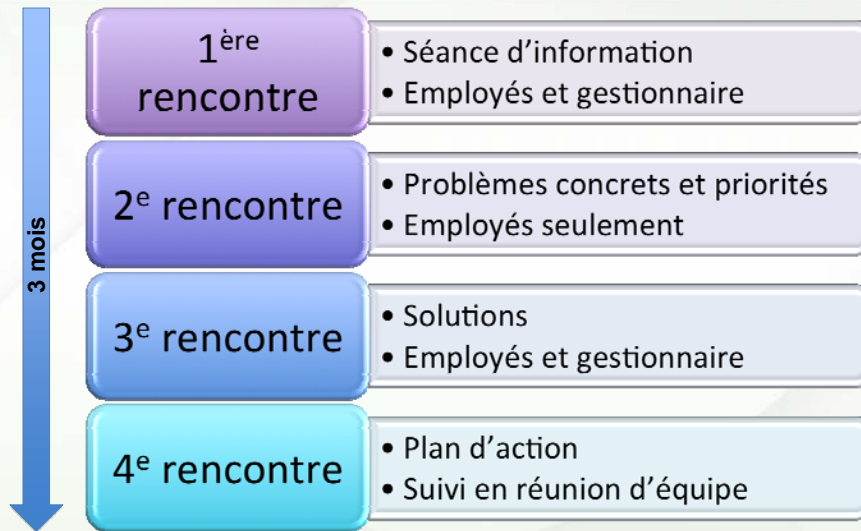 3 mois
1ère
rencontre
• Séance d’information
• Employés et gestionnaire
2e rencontre
• Problèmes concrets et priorités
• Employés seulement
3e rencontre
• Solutions
• Employés et gestionnaire
4e rencontre
• Plan d’action
• Suivi en réunion d’équipe